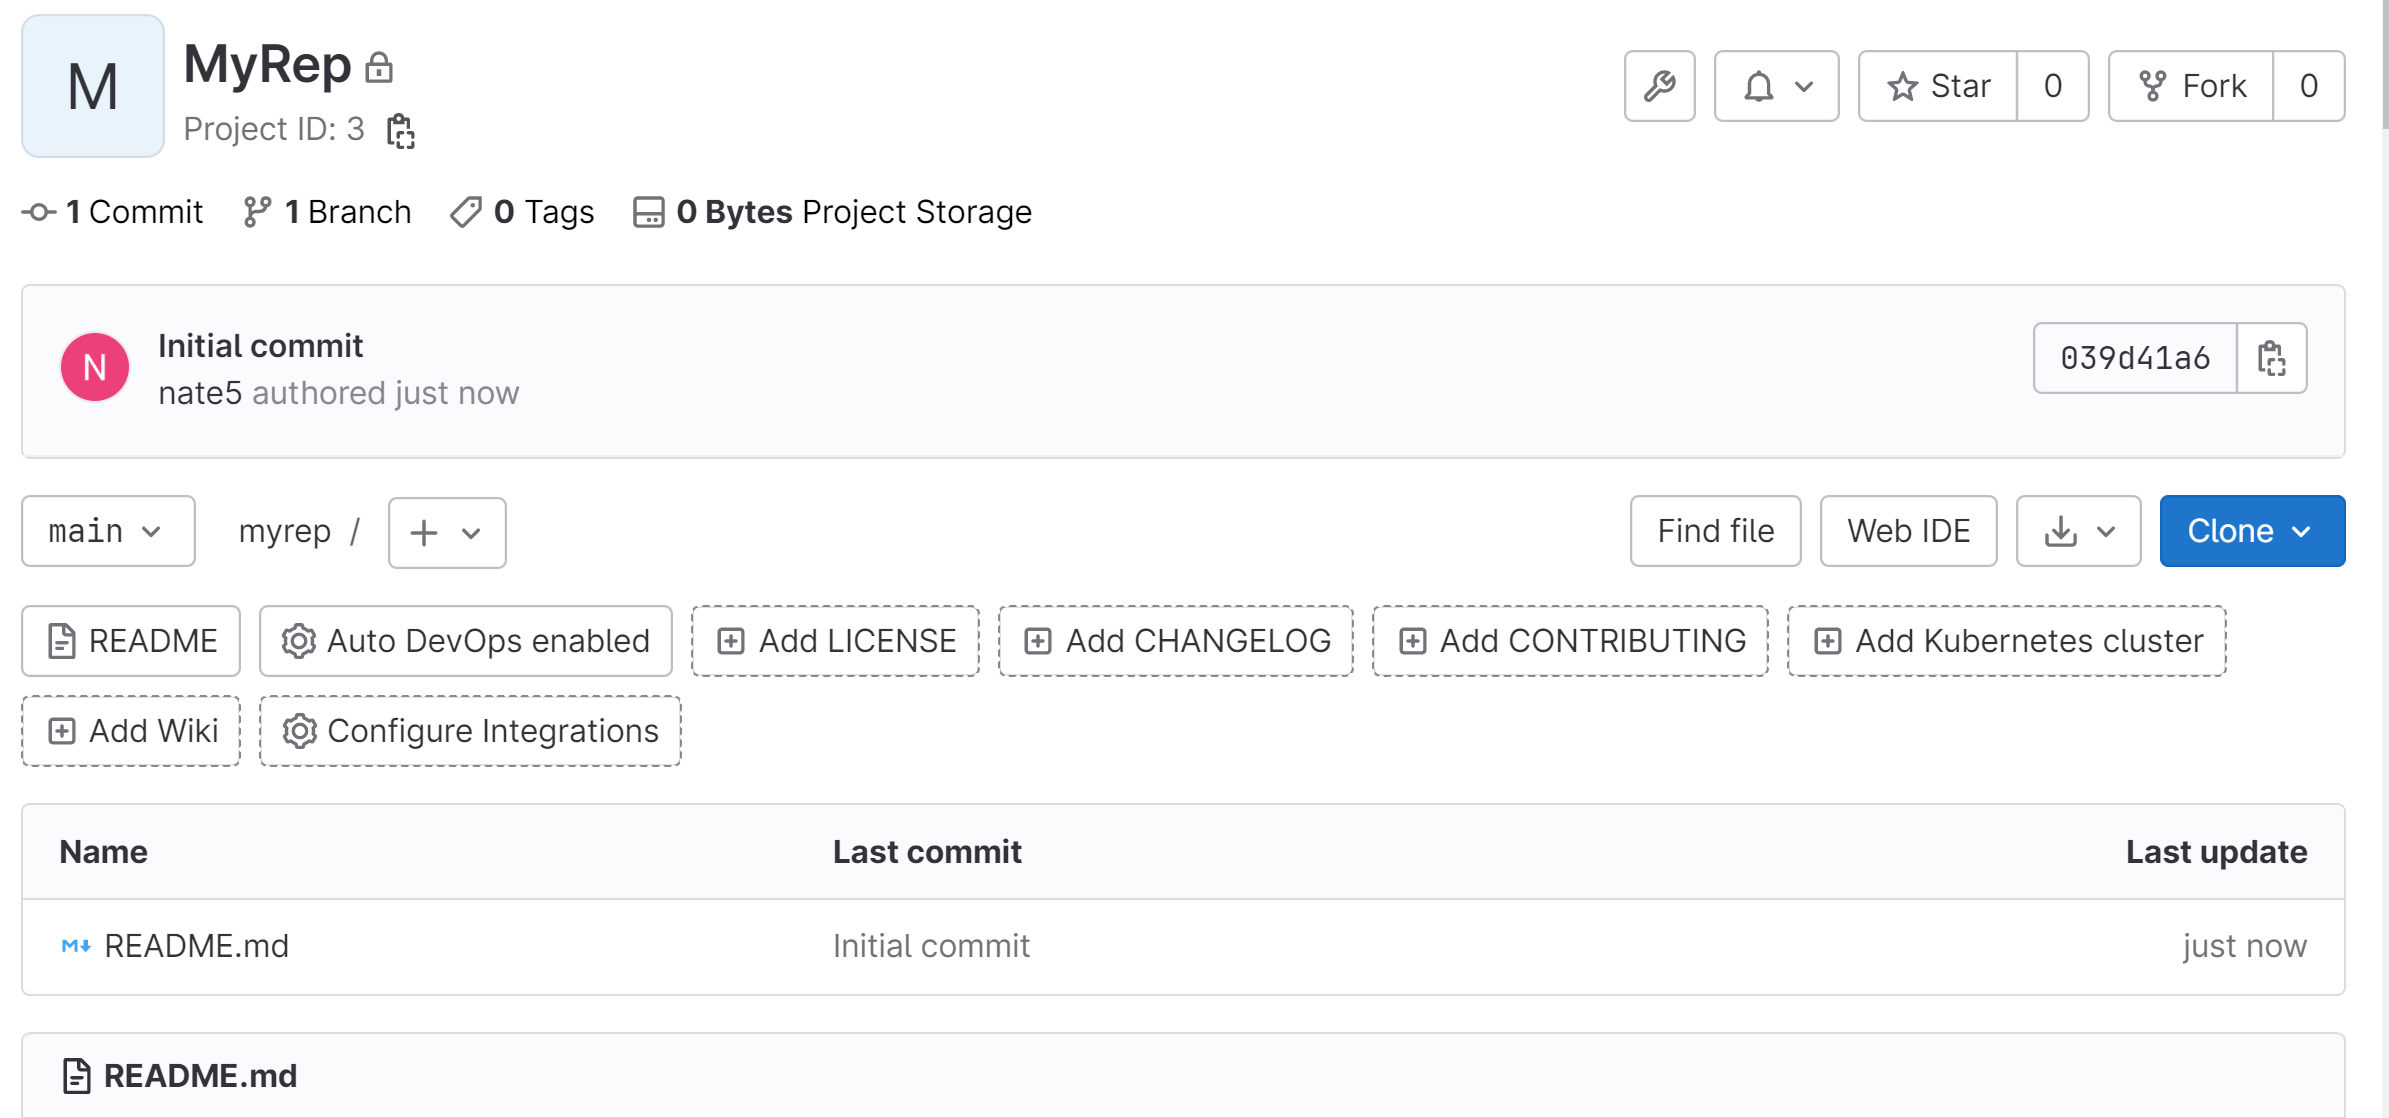 M
MyRep
Project ID: 3
Star 0
Fork 0
1 Commit 1 Branch 0 Tags 0 Bytes Project Storage
N
Initial commit
nate5 authored just now
039d41a6
main myrep / Find file Web IDE Clone
README Auto DevOps enabled Add LICENSE Add CHANGELOG Add CONTRIBUTING Add Kubernetes cluster
Add Wiki Configure Integrations
Name Last commit Last update
README.md Initial commit just now
README.md